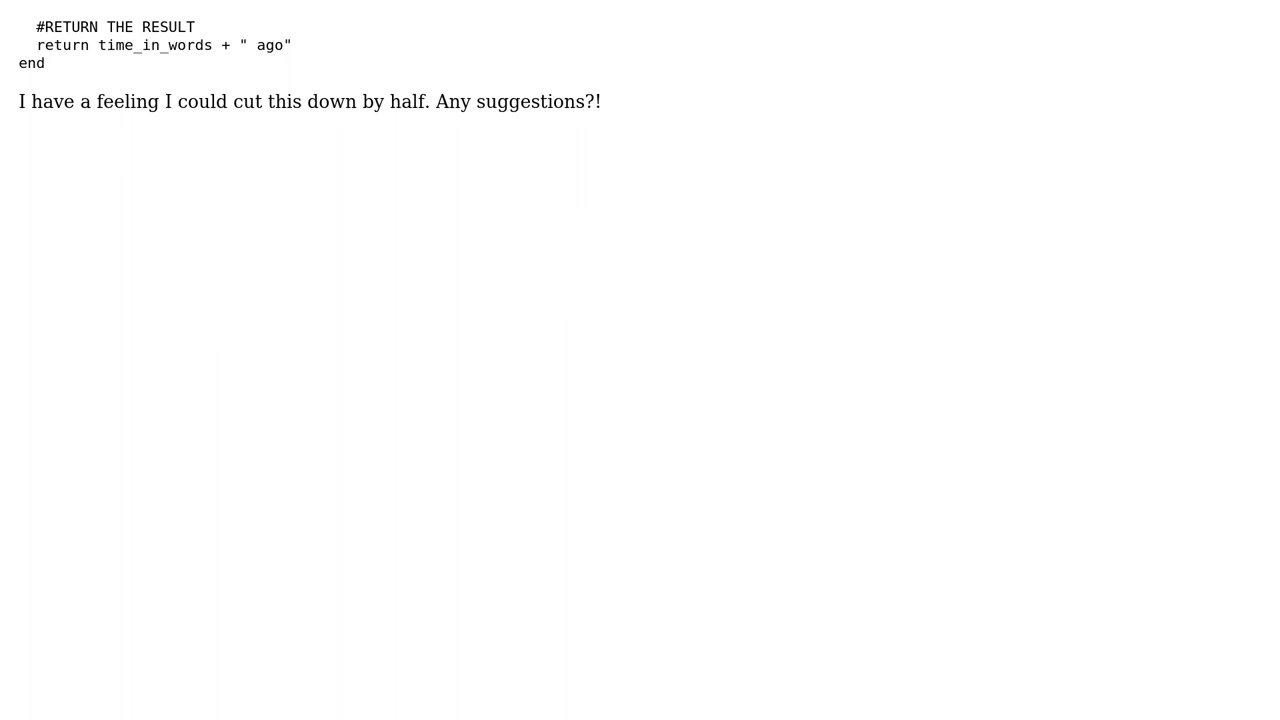 #RETURN THE RESULT
return time_in_words + " ago"
end
I have a feeling I could cut this down by half. Any suggestions?!